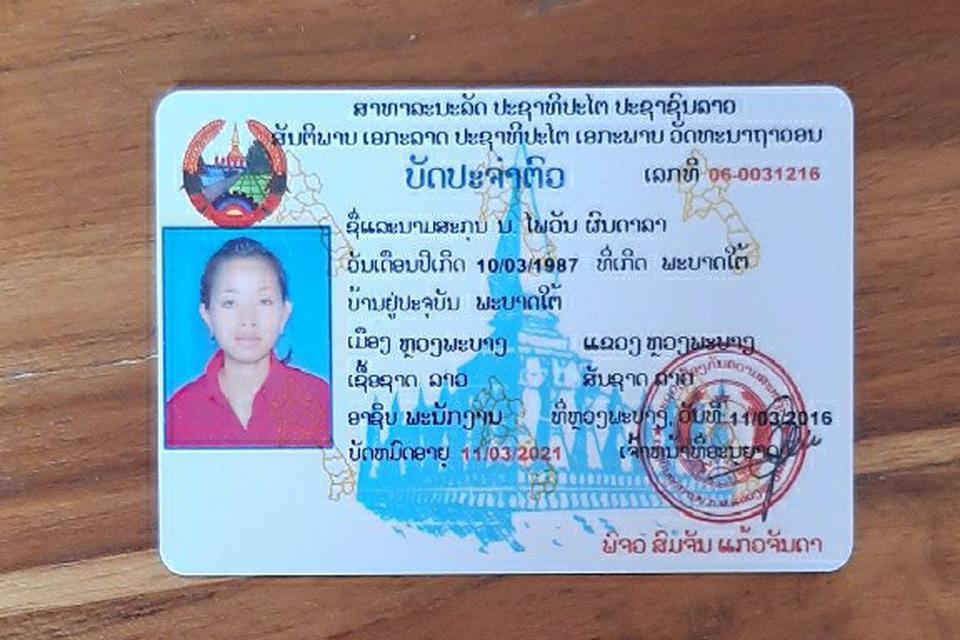 ສາທາລະນະລັດ ປະຊາທິປະໄຕ ປະຊາຊົນລາວ
ສັນຕິພາບ ເອກະລາດ ປະຊາທິປະໄຕ ເອກະພາບ ວັດທະນາຖາວອນ
ບັດປະຈຳຕົວ ເລກທີ 06-0031216
ຊື່ແລະນາມສະກຸນ ນ. ໄພວັນ ຜົນດາລາ
ວັນເດືອນປີເກີດ 10/03/1987 ທີ່ເກີດ ພະບາດໃຕ້
ບ້ານຢູ່ປະຈຸບັນ ພະບາດໃຕ້
ເມືອງ ຫຼວງພະບາງ ແຂວງ ຫຼວງພະບາງ
ເຊື້ອຊາດ ລາວ ສັນຊາດ ລາວ
ອາຊີບ ພະນັກງານ ທີ່ຫຼວງພະບາງ, ວັນທີ 11/03/2016
ບັດຫມົດອາຍຸ 11/03/2021 ເຈົ້າຫນ້າທີ່ອະນຸຍາດ
ພົຈວ ສົມຈັນ ແກ້ວຈັນດາ